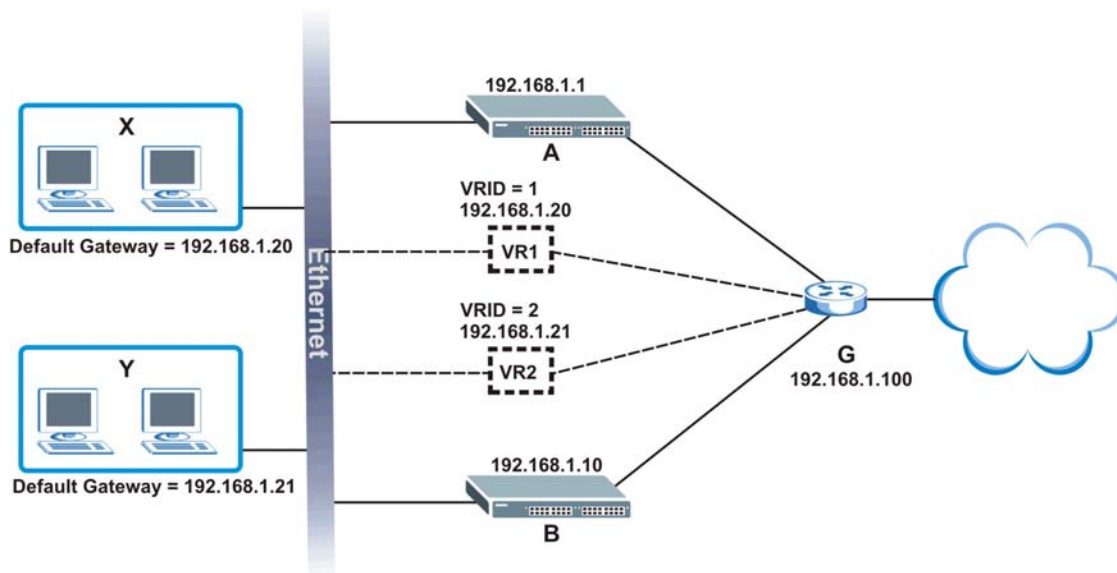 192.168.1.1
A
X
Default Gateway = 192.168.1.20
VRID = 1
192.168.1.20
VR1
Ethernet
VRID = 2
192.168.1.21
VR2
G
192.168.1.100
Y
Default Gateway = 192.168.1.21
192.168.1.10
B